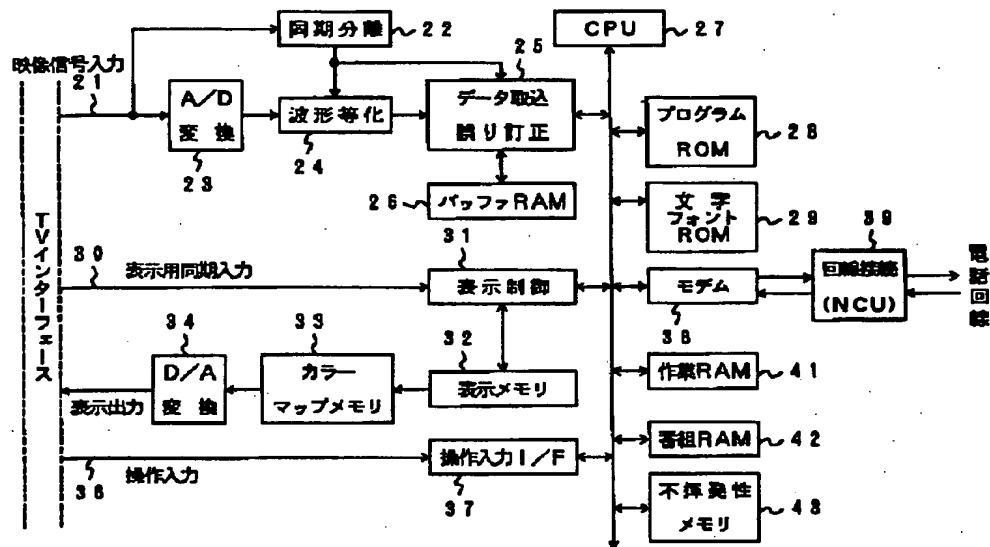 同期分離
22
CPU
27
映像信号入力
21
A/D
変換
23
波形等化
24
25
データ取込
誤り訂正
プログラム
ROM
28
26
バッファRAM
文字
フォント
ROM
29
TVインターフェース
30
表示用同期入力
31
表示制御
モデム
38
39
回線接続
(NCU)
電話回線
34
D/A
変換
表示出力
33
カラー
マップメモリ
32
表示メモリ
作業RAM
41
番組RAM
42
36
操作入力
操作入力I/F
37
不揮発性
メモリ
43